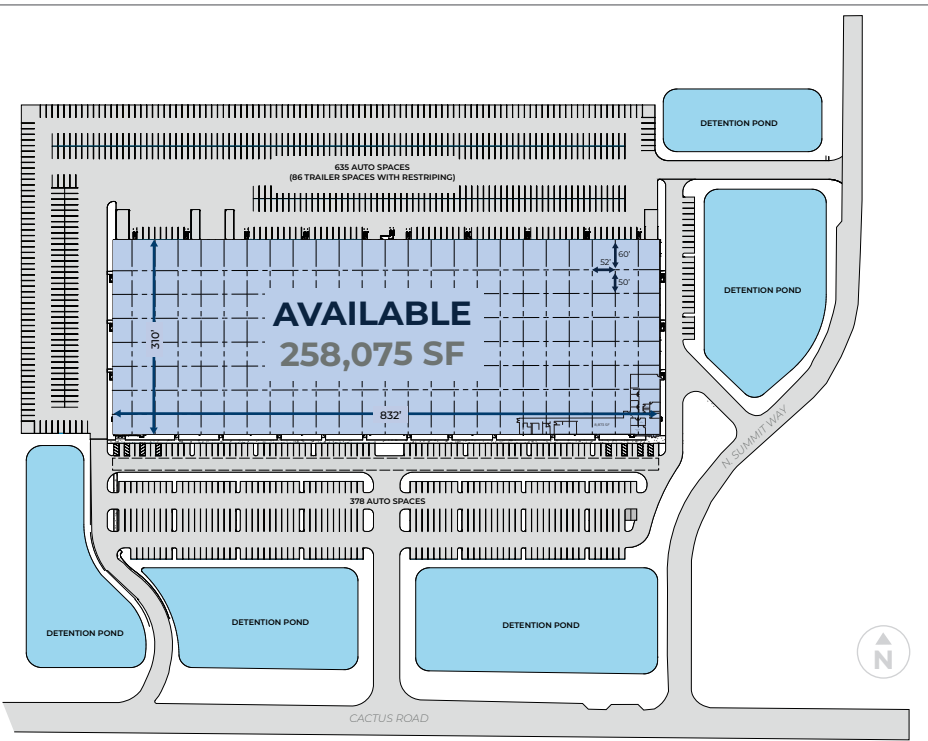 DETENTION POND
635 AUTO SPACES
(86 TRAILER SPACES WITH RESTRIPING)
60'
52'
50'
DETENTION POND
AVAILABLE
258,075 SF
310'
832'
N. SUMMIT WAY
378 AUTO SPACES
DETENTION POND
DETENTION POND
DETENTION POND
N
CACTUS ROAD